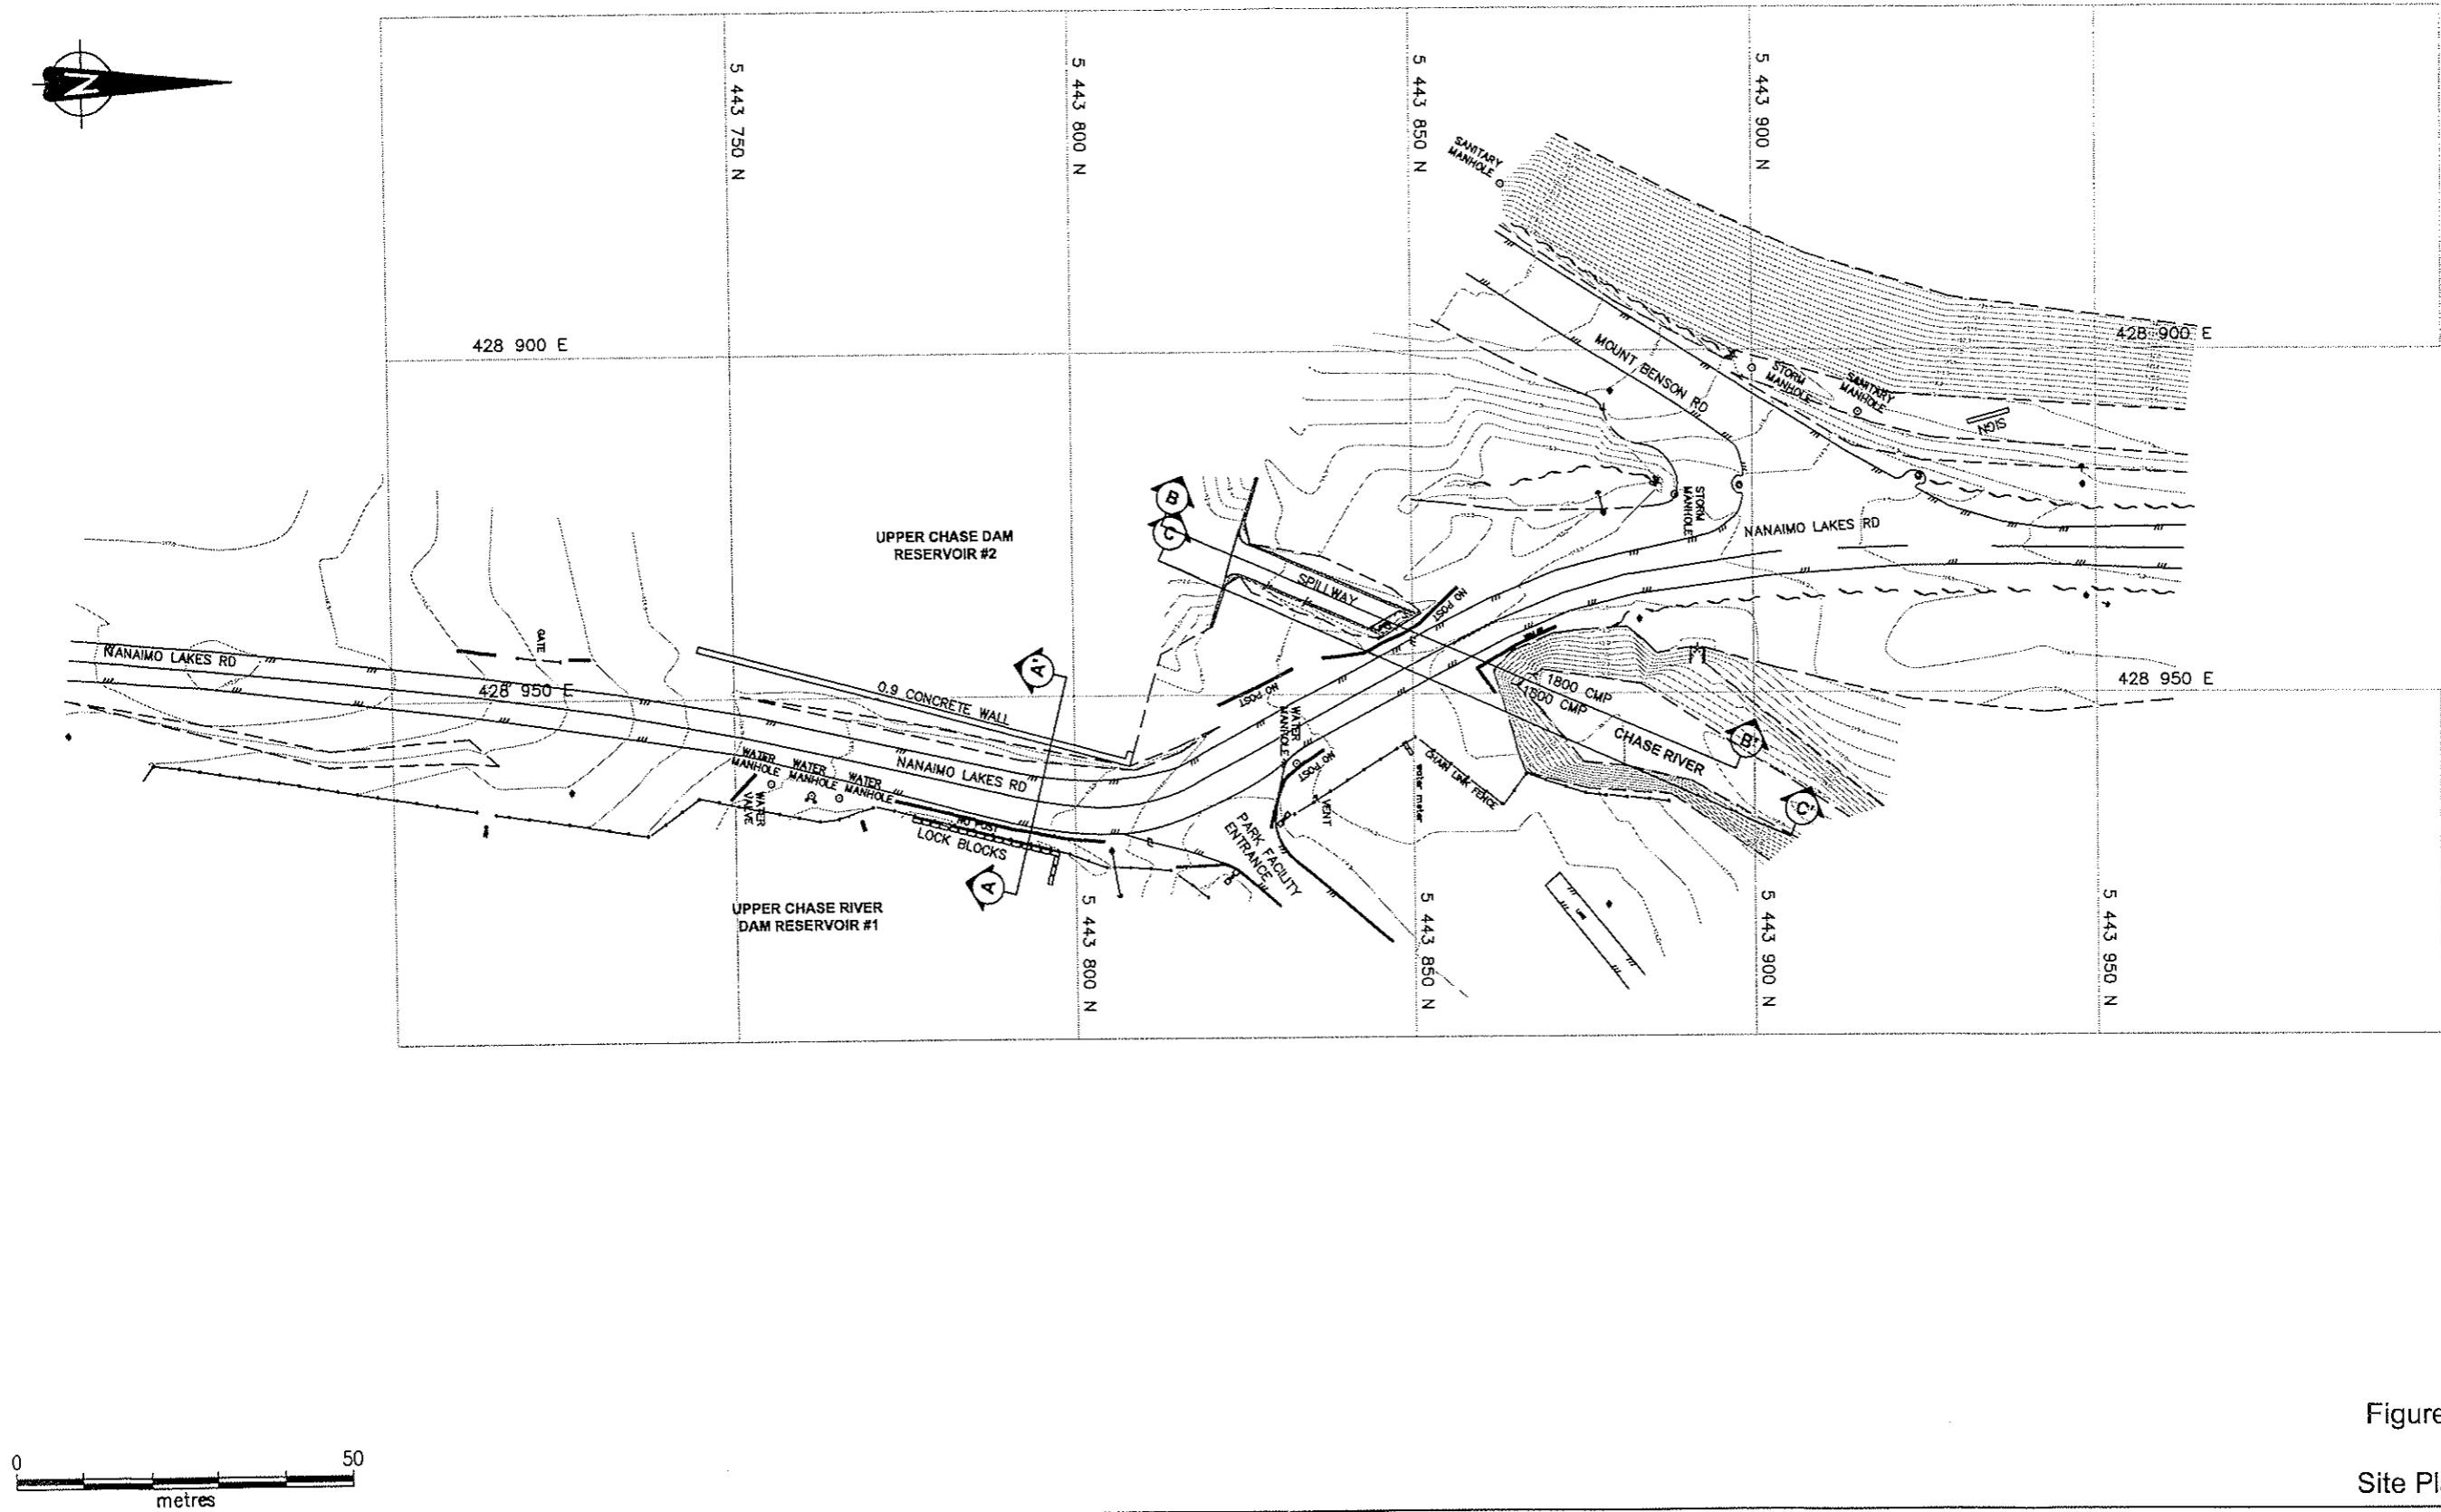 N
5 443 750 N
5 443 800 N
5 443 850 N
5 443 900 N
SANITARY
MANHOLE
428 900 E
428 900 E
MOUNT BENSON RD
STORM
MANHOLE
SANITARY
MANHOLE
SIGN
STORM
MANHOLE
NANAIMO LAKES RD
B
C
UPPER CHASE DAM
RESERVOIR #2
SPILLWAY
NO POST
GATE
NANAIMO LAKES RD
428 950 E
A'
0.9 CONCRETE WALL
NO POST
WATER
MANHOLE
1800 CMP
1800 CMP
428 950 E
B'
CHASE RIVER
C'
NANAIMO LAKES RD
WATER
MANHOLE
WATER
MANHOLE
WATER
MANHOLE
WATER
VALVE
NO POST
LOCK BLOCKS
NO POST
VENT
water meter
CHAIN LINK FENCE
PARK FACILITY
ENTRANCE
A
UPPER CHASE RIVER
DAM RESERVOIR #1
5 443 800 N
5 443 850 N
5 443 900 N
5 443 950 N
Figure
Site Pl
0 50
metres